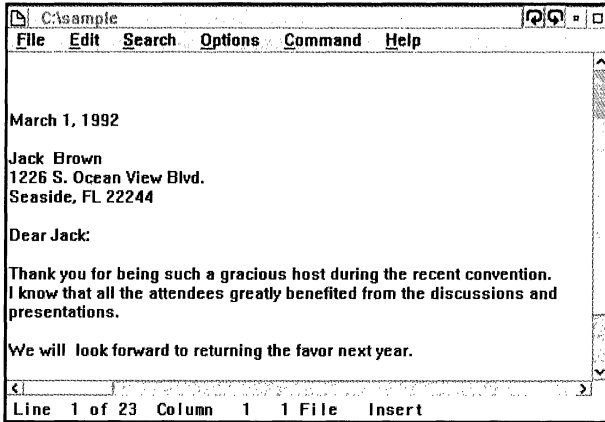 C:\sample
File Edit Search Options Command Help
March 1, 1992
Jack Brown
1226 S. Ocean View Blvd.
Seaside, FL 22244
Dear Jack:
Thank you for being such a gracious host during the recent convention.
I know that all the attendees greatly benefited from the discussions and
presentations.
We will look forward to returning the favor next year.
Line 1 of 23 Column 1 1 File Insert